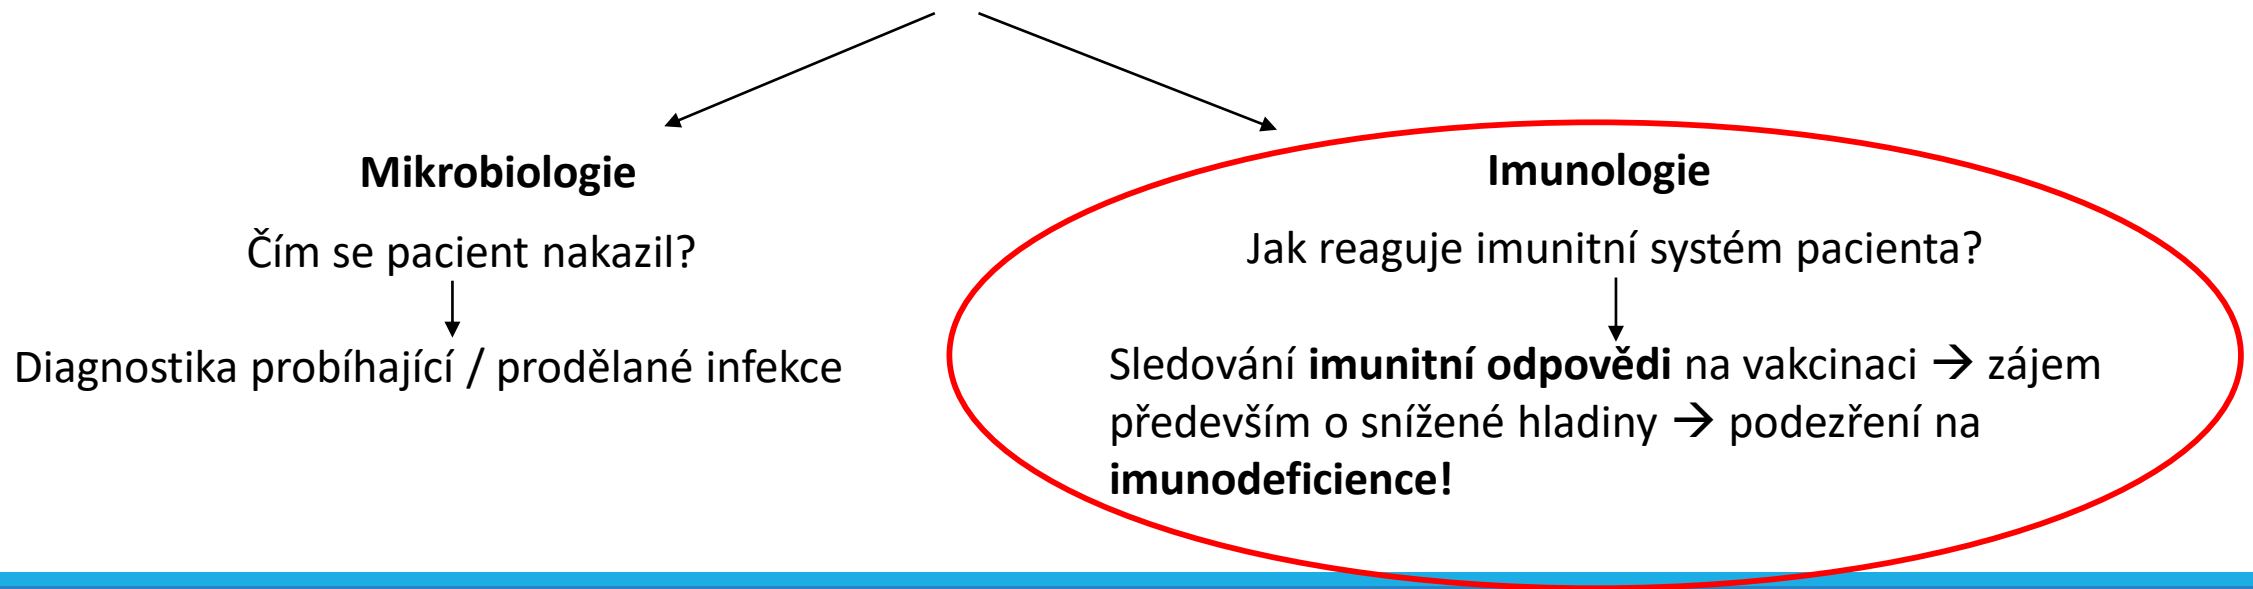 Mikrobiologie
Čím se pacient nakazil?
Diagnostika probíhající / prodělané infekce
Imunologie
Jak reaguje imunitní systém pacienta?
Sledování imunitní odpovědi na vakcinaci → zájem
především o snížené hladiny → podezření na
imunodeficience!